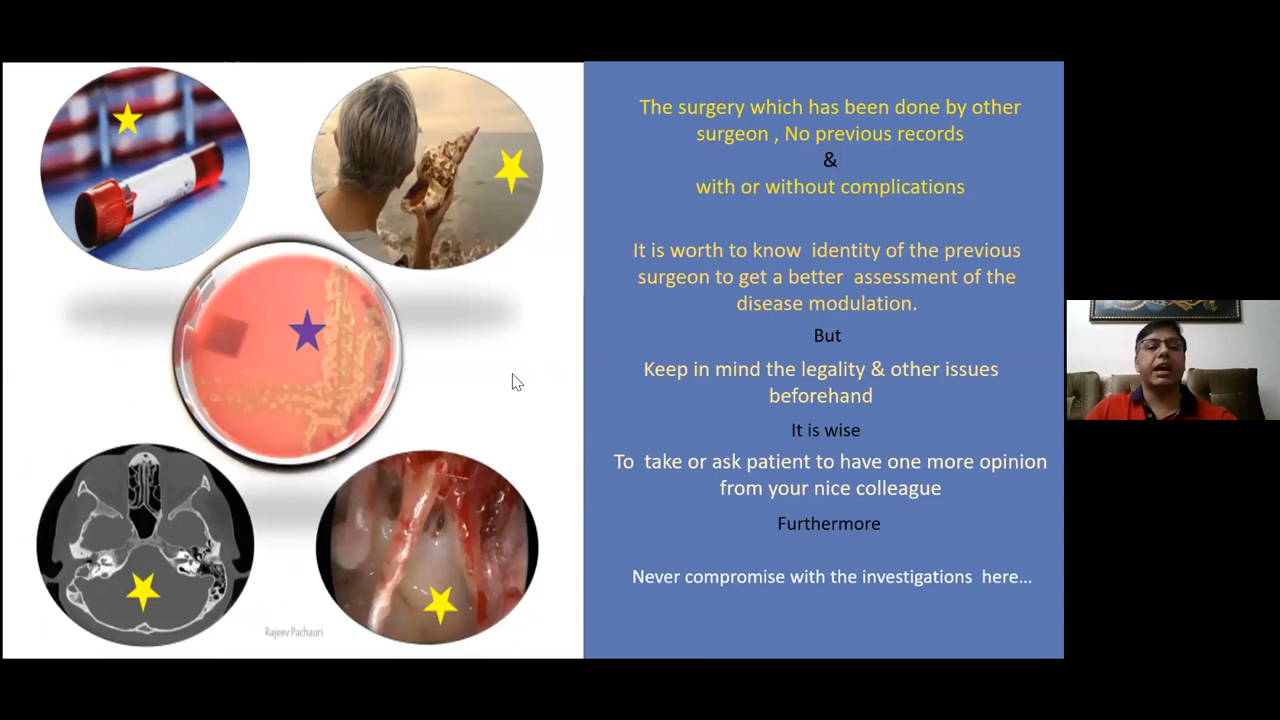 The surgery which has been done by other
surgeon , No previous records
&
with or without complications
It is worth to know identity of the previous
surgeon to get a better assessment of the
disease modulation.
But
Keep in mind the legality & other issues
beforehand
It is wise
To take or ask patient to have one more opinion
from your nice colleague
Furthermore
Never compromise with the investigations here...
Rajeev Pachauri